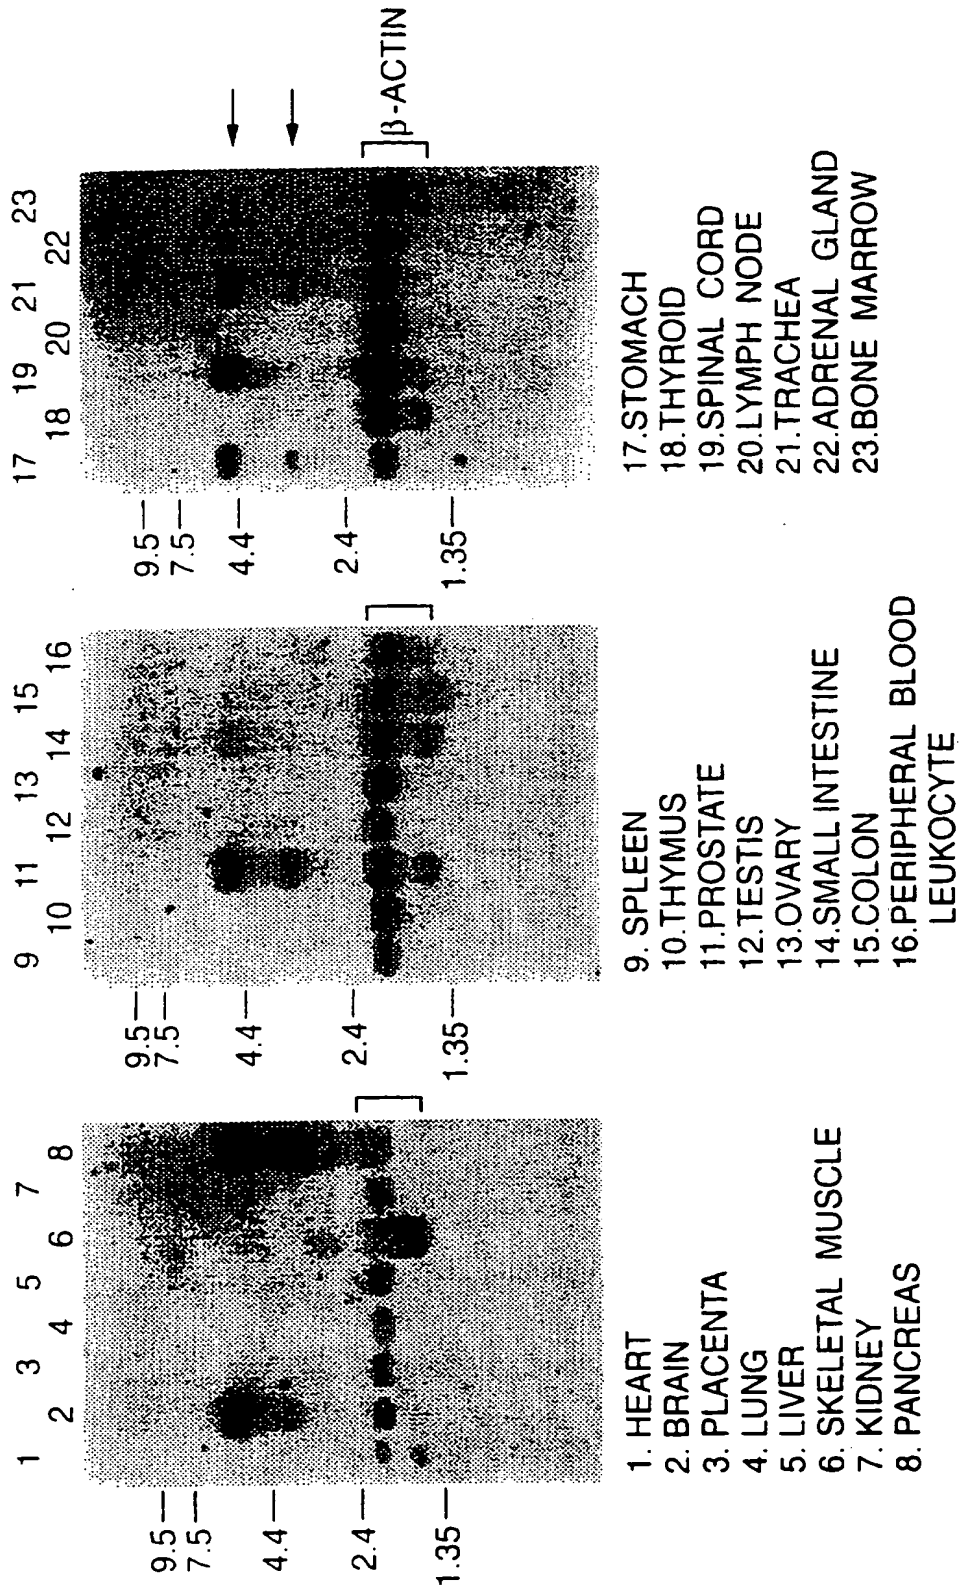 1 2 3 4 5 6 7 8
9.5
7.5
4.4
2.4
1.35
1. HEART
2. BRAIN
3. PLACENTA
4. LUNG
5. LIVER
6. SKELETAL MUSCLE
7. KIDNEY
8. PANCREAS
9 10 11 12 13 14 15 16
9.5
7.5
4.4
2.4
1.35
9. SPLEEN
10. THYMUS
11. PROSTATE
12. TESTIS
13. OVARY
14. SMALL INTESTINE
15. COLON
16. PERIPHERAL BLOOD
LEUKOCYTE
17 18 19 20 21 22 23
9.5
7.5
4.4
2.4
1.35
β-ACTIN
17. STOMACH
18. THYROID
19. SPINAL CORD
20. LYMPH NODE
21. TRACHEA
22. ADRENAL GLAND
23. BONE MARROW